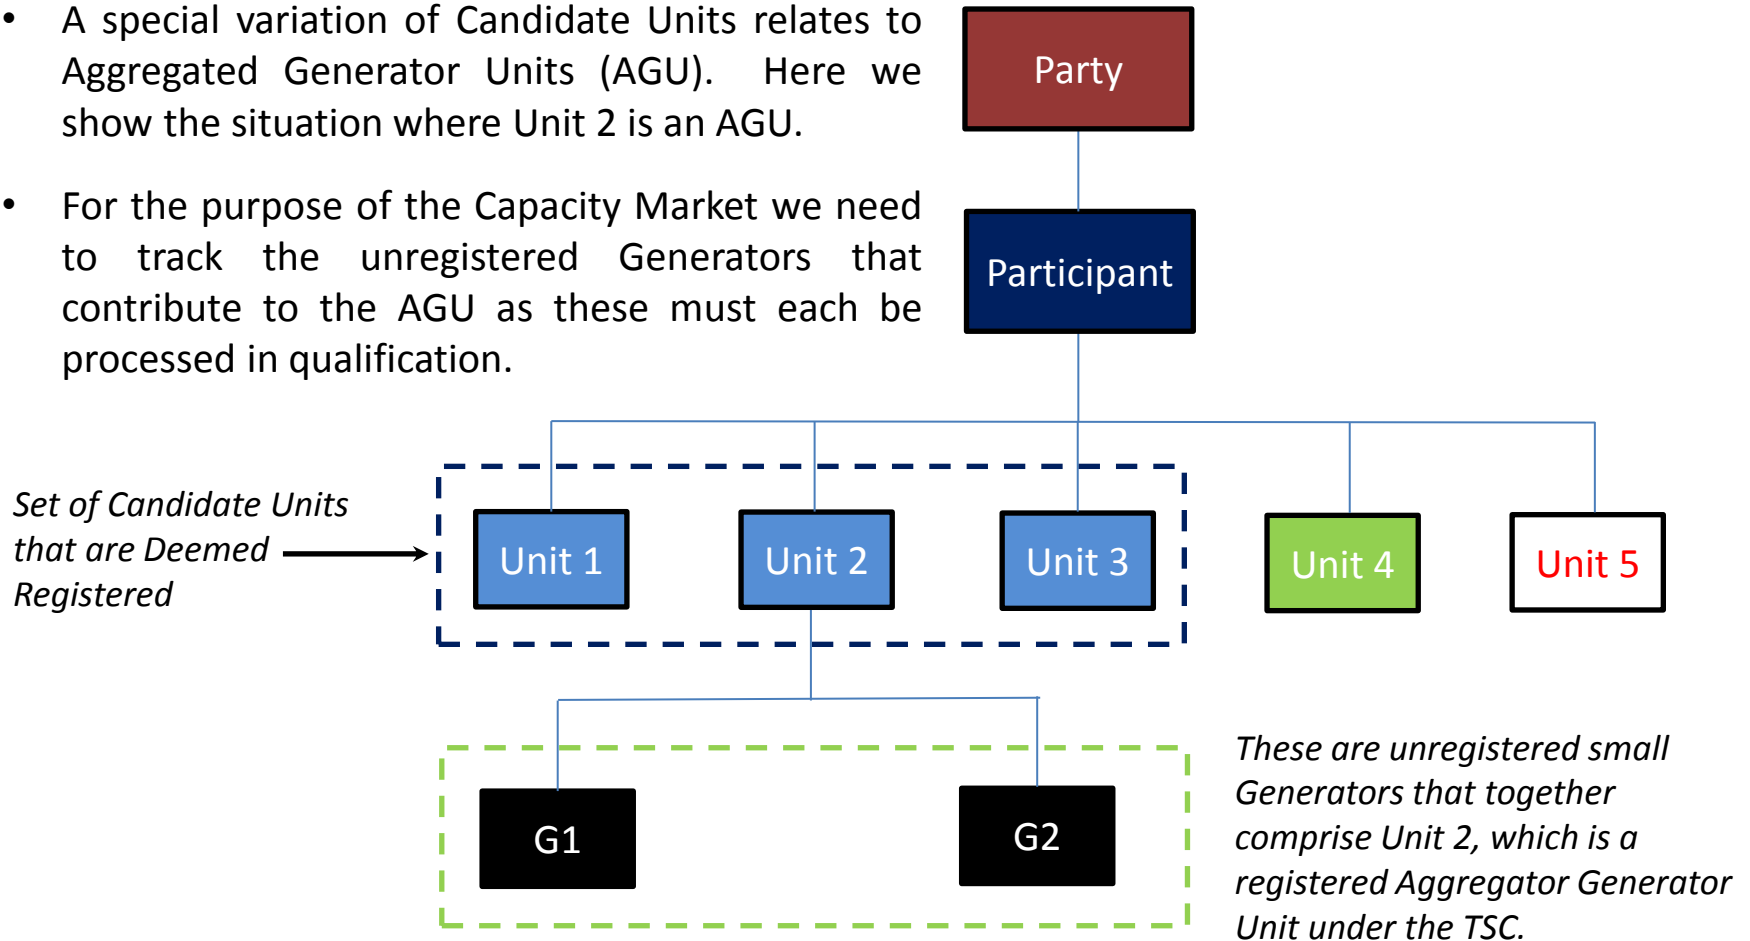 • A special variation of Candidate Units relates to
Aggregated Generator Units (AGU). Here we
show the situation where Unit 2 is an AGU.
• For the purpose of the Capacity Market we need
to track the unregistered Generators that
contribute to the AGU as these must each be
processed in qualification.
Party
Participant
Set of Candidate Units
that are Deemed
Registered
Unit 1
Unit 2
Unit 3
Unit 4
Unit 5
G1
G2
These are unregistered small
Generators that together
comprise Unit 2, which is a
registered Aggregator Generator
Unit under the TSC.